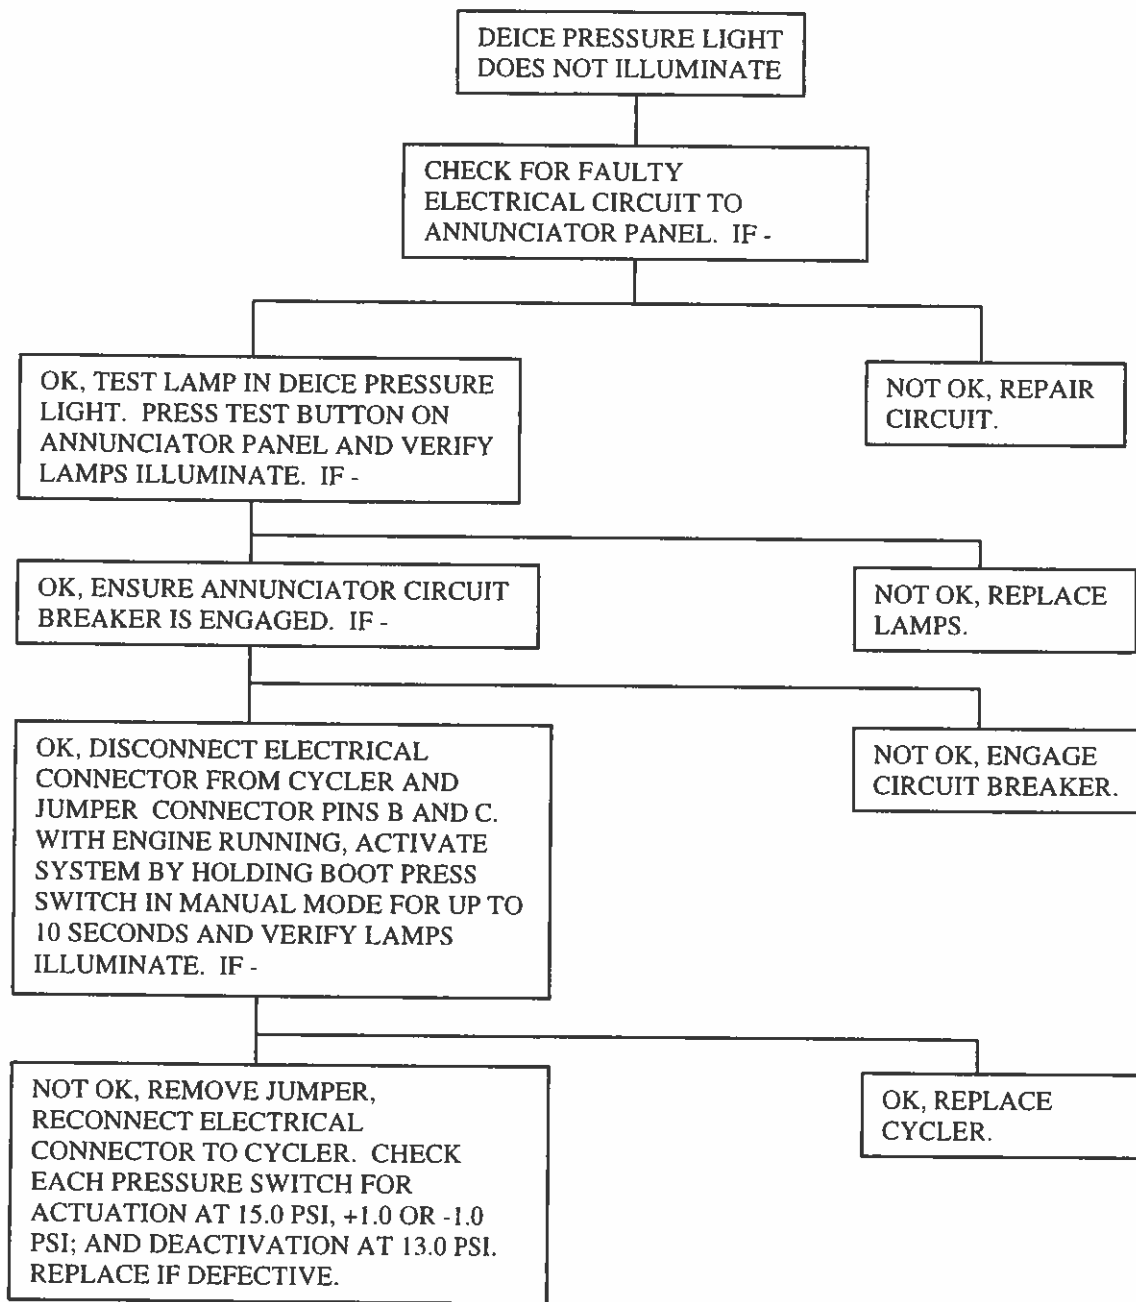 DEICE PRESSURE LIGHT
DOES NOT ILLUMINATE
CHECK FOR FAULTY
ELECTRICAL CIRCUIT TO
ANNUNCIATOR PANEL. IF -
OK, TEST LAMP IN DEICE PRESSURE
LIGHT. PRESS TEST BUTTON ON
ANNUNCIATOR PANEL AND VERIFY
LAMPS ILLUMINATE. IF -
NOT OK, REPAIR
CIRCUIT.
OK, ENSURE ANNUNCIATOR CIRCUIT
BREAKER IS ENGAGED. IF -
NOT OK, REPLACE
LAMPS.
OK, DISCONNECT ELECTRICAL
CONNECTOR FROM CYCLER AND
JUMPER CONNECTOR PINS B AND C.
WITH ENGINE RUNNING, ACTIVATE
SYSTEM BY HOLDING BOOT PRESS
SWITCH IN MANUAL MODE FOR UP TO
10 SECONDS AND VERIFY LAMPS
ILLUMINATE. IF -
NOT OK, ENGAGE
CIRCUIT BREAKER.
NOT OK, REMOVE JUMPER,
RECONNECT ELECTRICAL
CONNECTOR TO CYCLER. CHECK
EACH PRESSURE SWITCH FOR
ACTUATION AT 15.0 PSI, +1.0 OR -1.0
PSI; AND DEACTIVATION AT 13.0 PSI.
REPLACE IF DEFECTIVE.
OK, REPLACE
CYCLER.